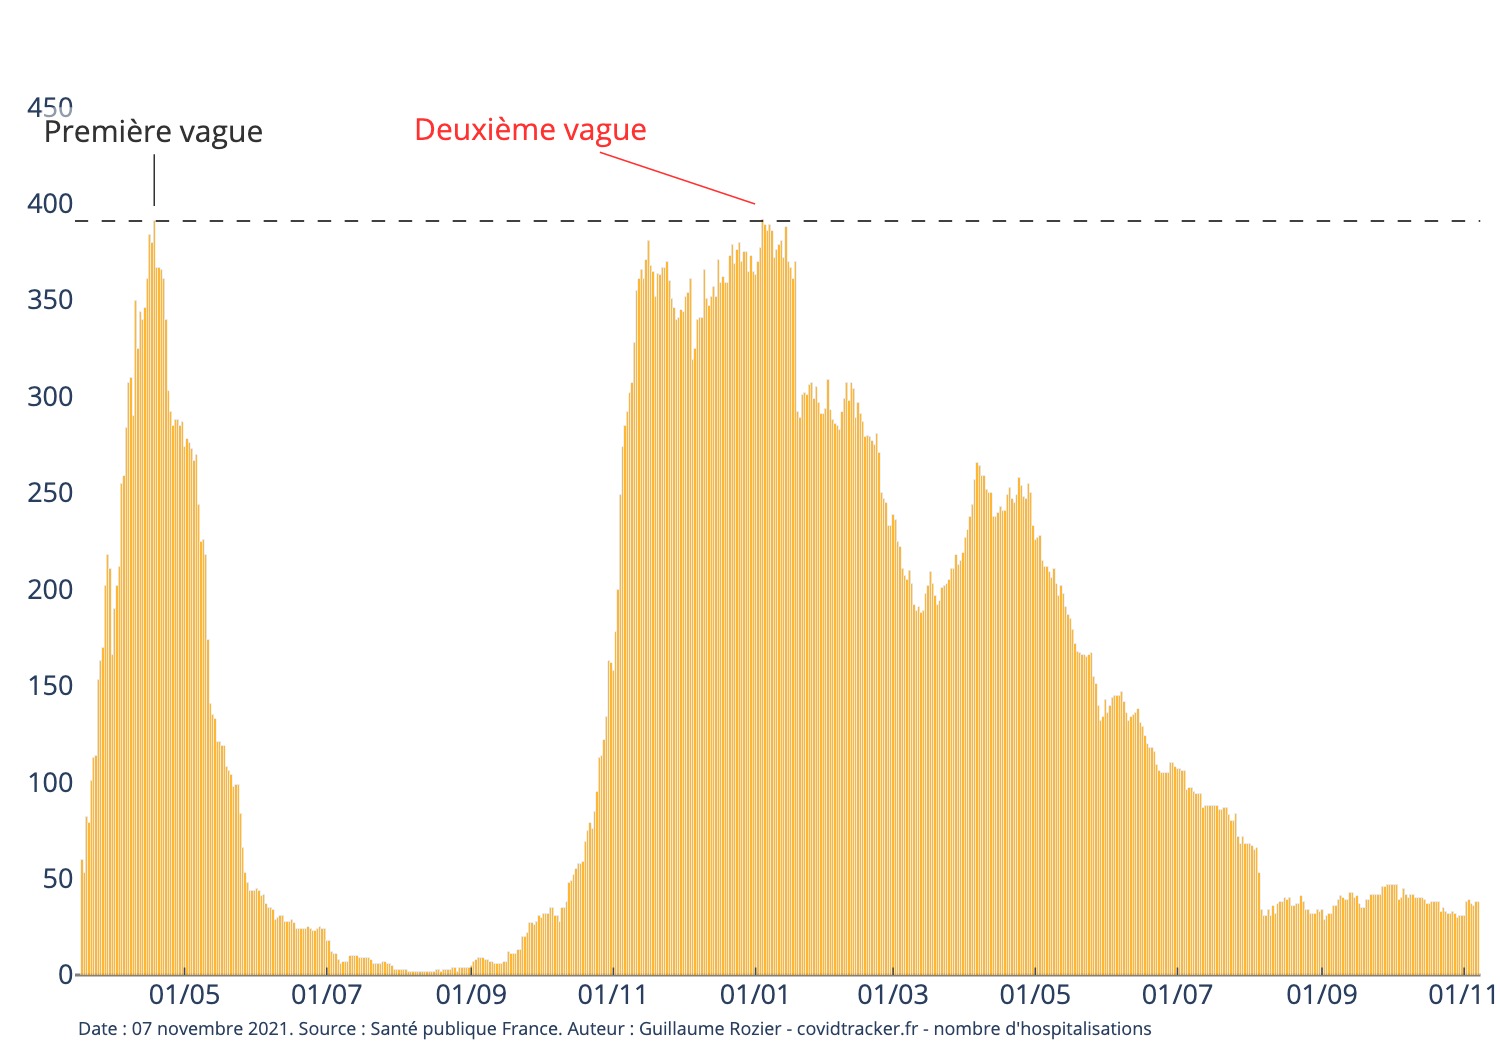 450
Première vague
Deuxième vague
400
350
300
250
200
150
100
50
0
01/05 01/07 01/09 01/11 01/01 01/03 01/05 01/07 01/09 01/11
Date : 07 novembre 2021. Source : Santé publique France. Auteur : Guillaume Rozier - covidtracker.fr - nombre d'hospitalisations